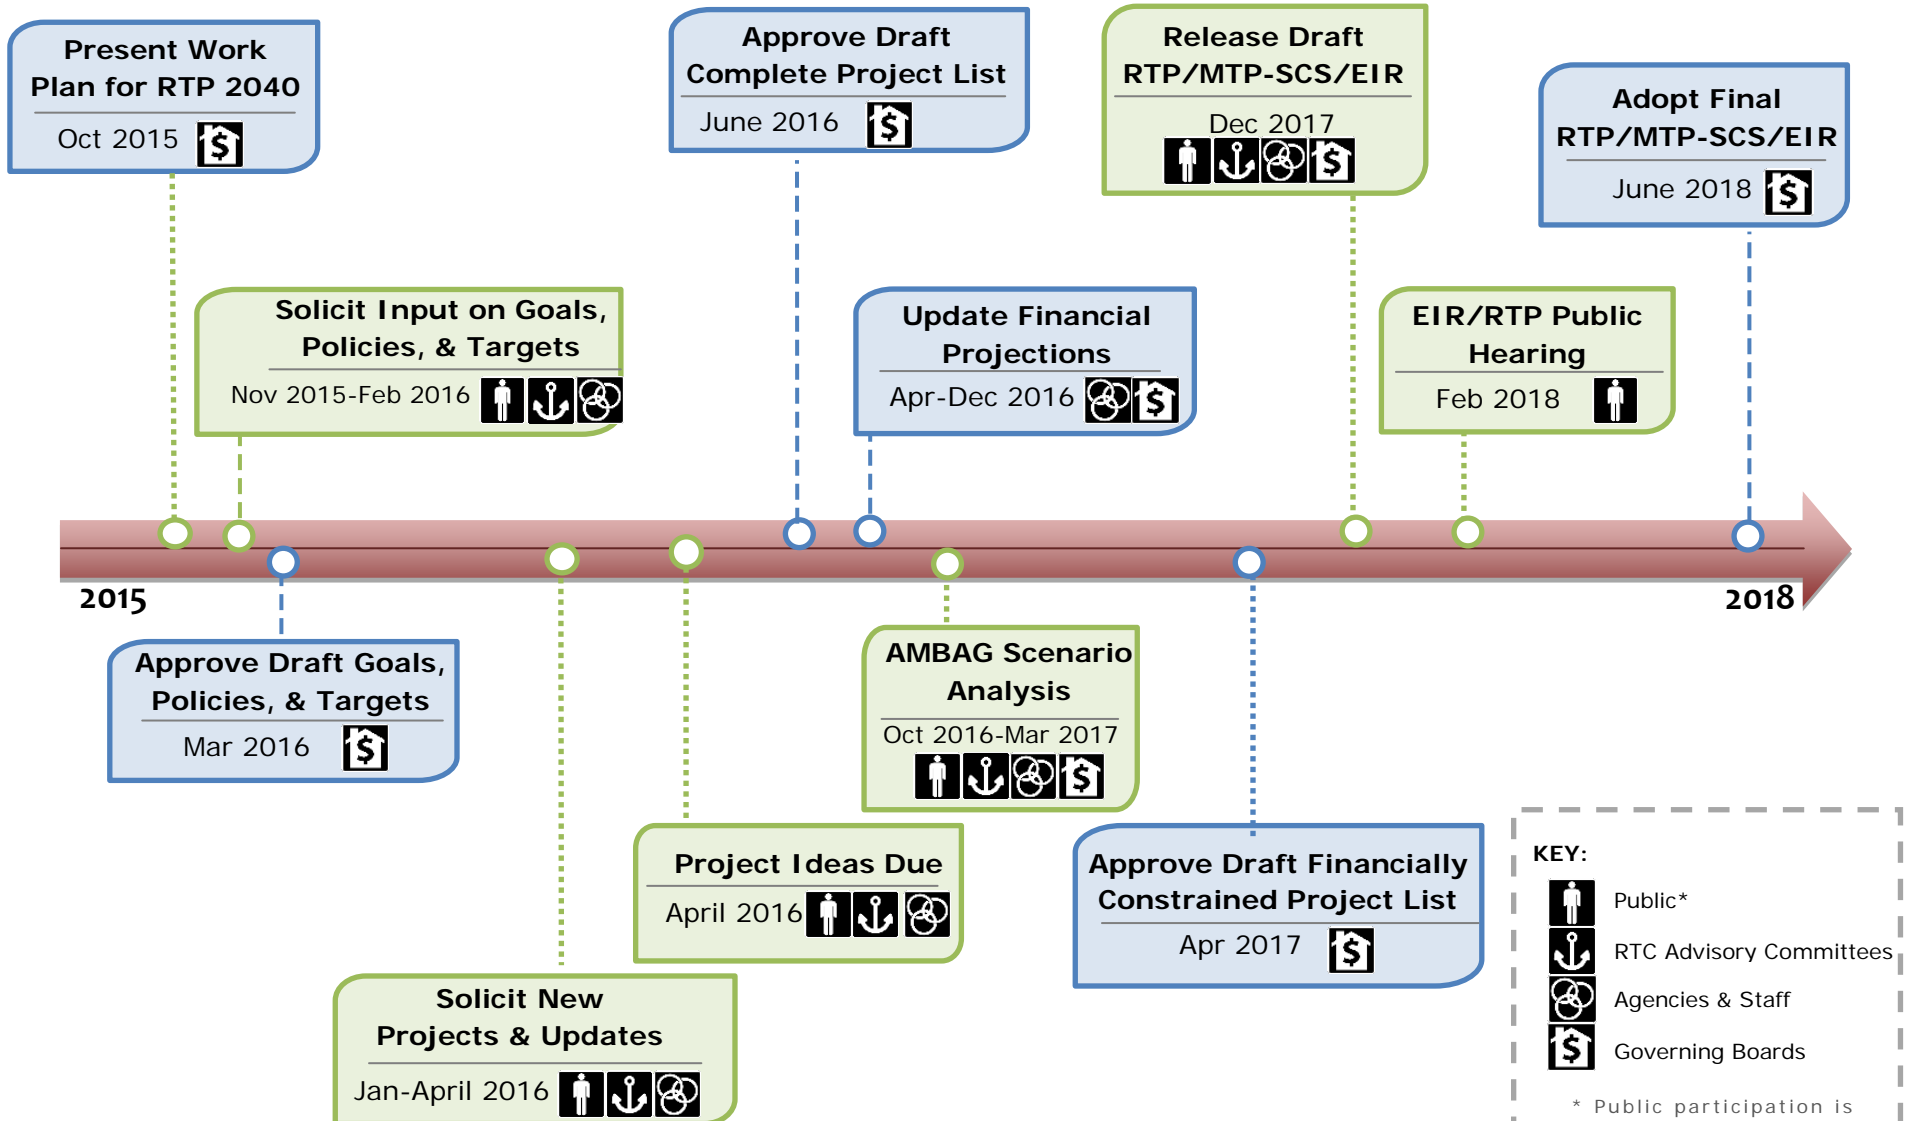 Present Work
Plan for RTP 2040
Oct 2015
Approve Draft
Complete Project List
June 2016
Release Draft
RTP/MTP-SCS/EIR
Dec 2017
Adopt Final
RTP/MTP-SCS/EIR
June 2018
Solicit Input on Goals,
Policies, & Targets
Nov 2015-Feb 2016
Update Financial
Projections
Apr-Dec 2016
EIR/RTP Public
Hearing
Feb 2018
2015
2018
Approve Draft Goals,
Policies, & Targets
Mar 2016
AMBAG Scenario
Analysis
Oct 2016-Mar 2017
Project Ideas Due
April 2016
Approve Draft Financially
Constrained Project List
Apr 2017
Solicit New
Projects & Updates
Jan-April 2016
KEY:
Public*
RTC Advisory Committees
Agencies & Staff
Governing Boards
* Public participation is